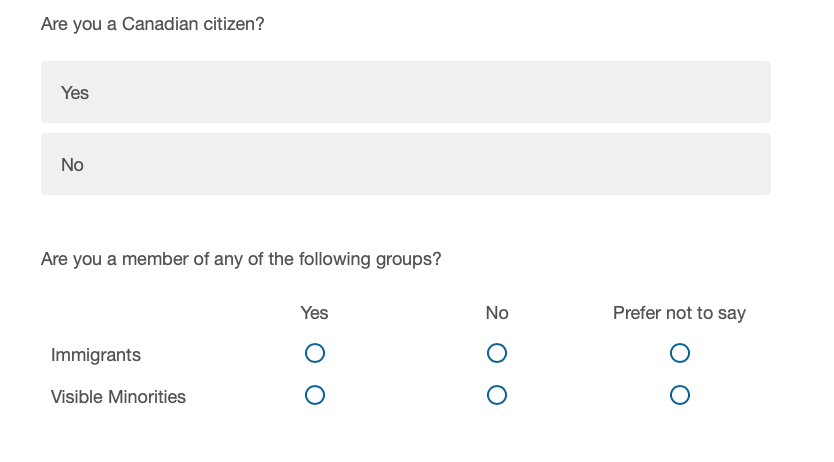 Are you a Canadian citizen?
Yes
No
Are you a member of any of the following groups?
Yes No Prefer not to say
Immigrants
Visible Minorities